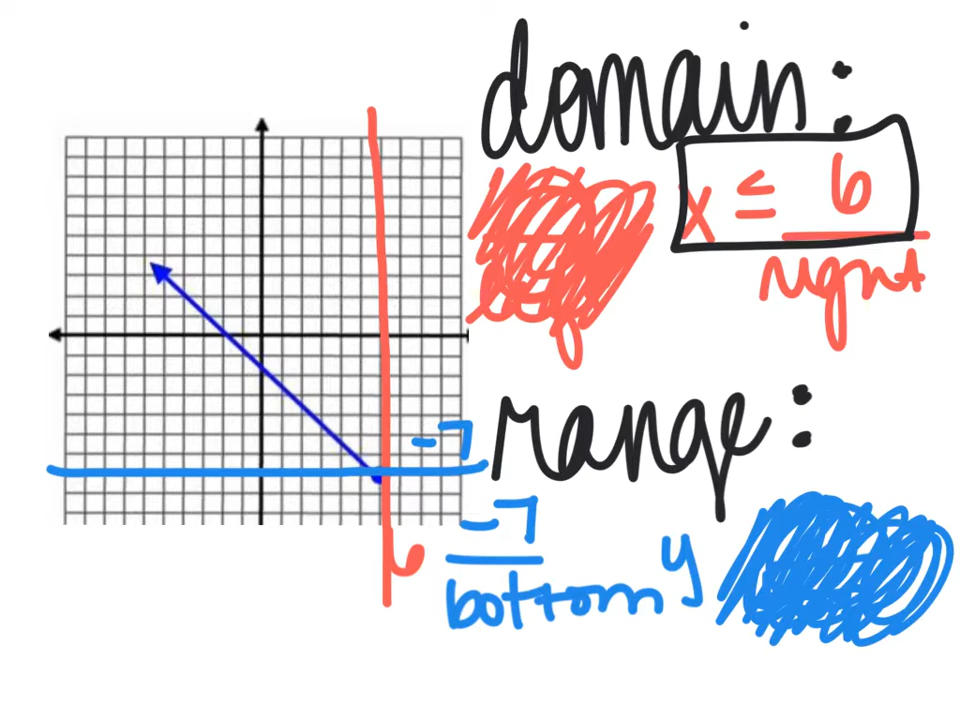 domain:
x ≤ 6
right
-7
range:
-7
bottom y
6